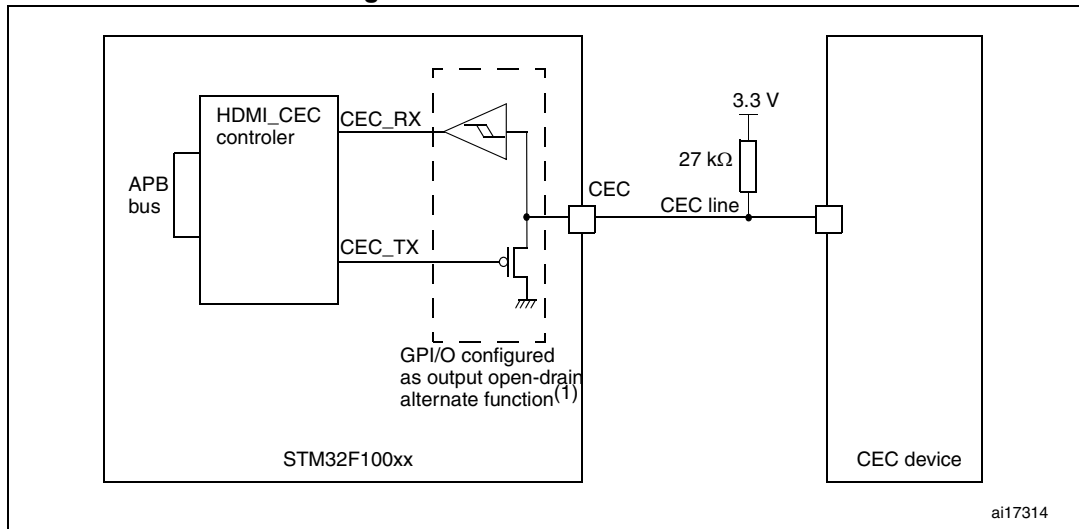 HDMI_CEC
controler
CEC_RX
APB
bus
CEC_TX
GPI/O configured
as output open-drain
alternate function(1)
STM32F100xx
CEC
CEC line
3.3 V
27 kΩ
CEC device
ai17314